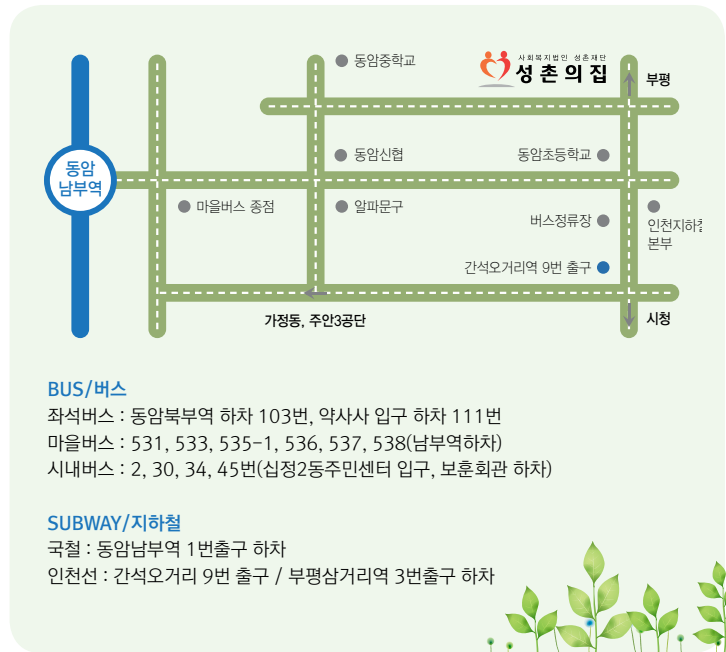 동암중학교
사회복지법인 성촌재단
성촌의집
부평
동암신협
동암초등학교
동암
남부역
마을버스 종점
알파문구
버스정류장
인천지하철
본부
간석오거리역 9번 출구
가정동, 주안3공단
시청
BUS/버스
좌석버스 : 동암북부역 하차 103번, 약사사 입구 하차 111번
마을버스 : 531, 533, 535-1, 536, 537, 538(남부역하차)
시내버스 : 2, 30, 34, 45번(십정2동주민센터 입구, 보훈회관 하차)
SUBWAY/지하철
국철 : 동암남부역 1번출구 하차
인천선 : 간석오거리 9번 출구 / 부평삼거리역 3번출구 하차